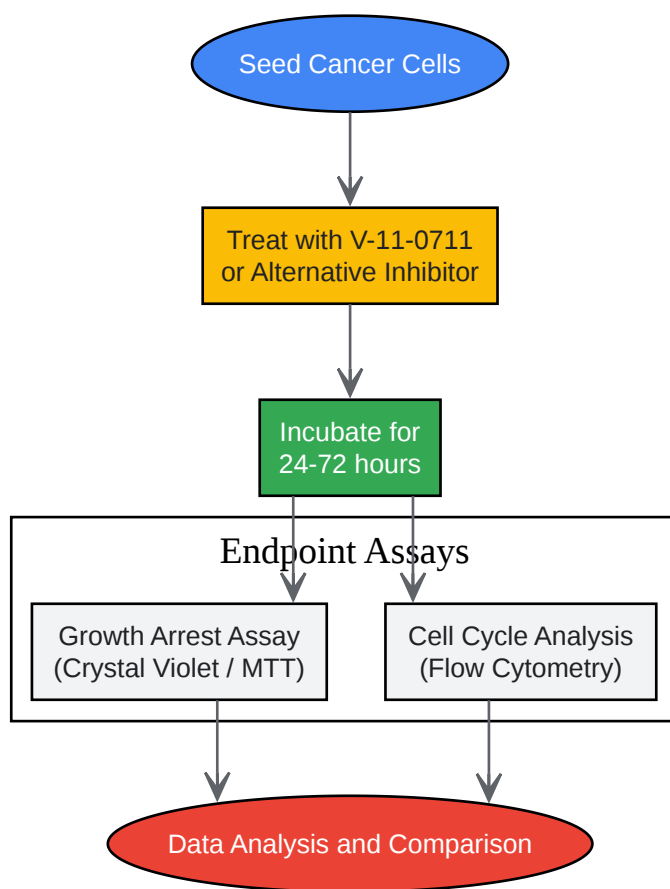 Seed Cancer Cells
Treat with V-11-0711
or Alternative Inhibitor
Incubate for
24-72 hours
Endpoint Assays
Growth Arrest Assay
(Crystal Violet / MTT)
Cell Cycle Analysis
(Flow Cytometry)
Data Analysis and Comparison